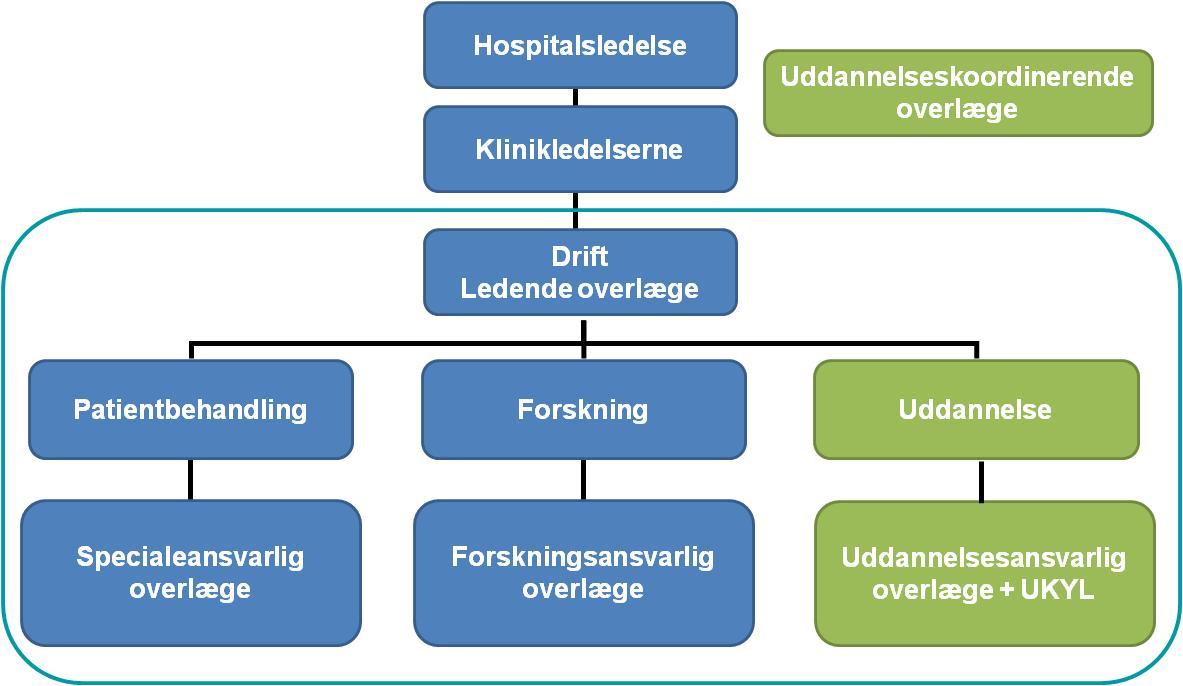 Hospitalsledelse
Uddannelseskoordinerende
overlæge
Klinikledelserne
Drift
Ledende overlæge
Patientbehandling
Forskning
Uddannelse
Specialeansvarlig
overlæge
Forskningsansvarlig
overlæge
Uddannelsesansvarlig
overlæge + UKYL